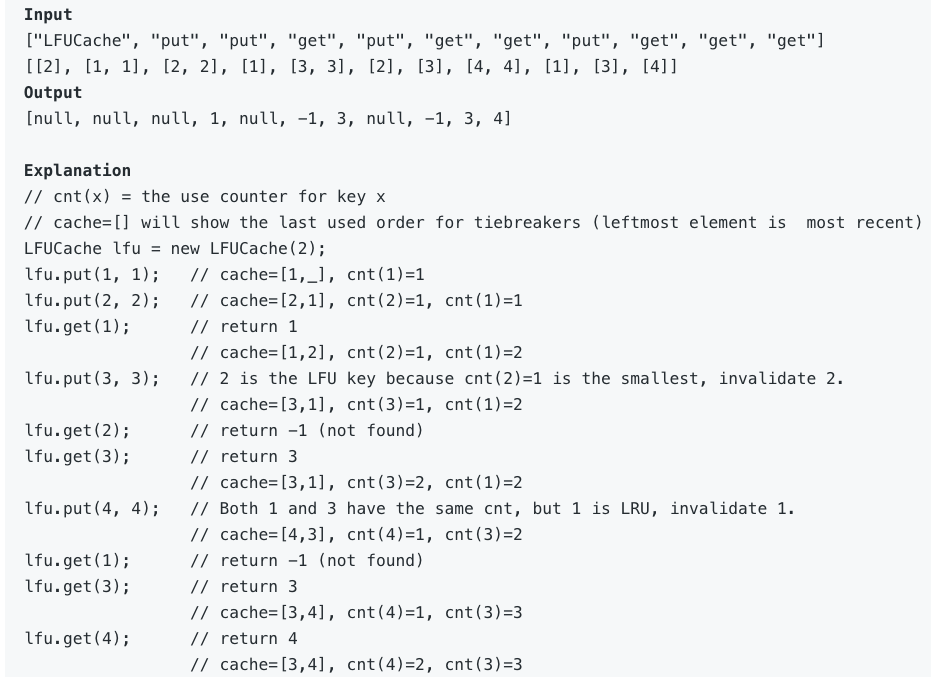 Input
["LFUCache", "put", "put", "get", "put", "get", "get", "put", "get", "get", "get"]
[[2], [1, 1], [2, 2], [1], [3, 3], [2], [3], [4, 4], [1], [3], [4]]
Output
[null, null, null, 1, null, -1, 3, null, -1, 3, 4]
Explanation
// cnt(x) = the use counter for key x
// cache=[] will show the last used order for tiebreakers (leftmost element is  most recent)
LFUCache lfu = new LFUCache(2);
lfu.put(1, 1);   // cache=[1,_], cnt(1)=1
lfu.put(2, 2);   // cache=[2,1], cnt(2)=1, cnt(1)=1
lfu.get(1);      // return 1
                 // cache=[1,2], cnt(2)=1, cnt(1)=2
lfu.put(3, 3);   // 2 is the LFU key because cnt(2)=1 is the smallest, invalidate 2.
                 // cache=[3,1], cnt(3)=1, cnt(1)=2
lfu.get(2);      // return -1 (not found)
lfu.get(3);      // return 3
                 // cache=[3,1], cnt(3)=2, cnt(1)=2
lfu.put(4, 4);   // Both 1 and 3 have the same cnt, but 1 is LRU, invalidate 1.
                 // cache=[4,3], cnt(4)=1, cnt(3)=2
lfu.get(1);      // return -1 (not found)
lfu.get(3);      // return 3
                 // cache=[3,4], cnt(4)=1, cnt(3)=3
lfu.get(4);      // return 4
                 // cache=[3,4], cnt(4)=2, cnt(3)=3